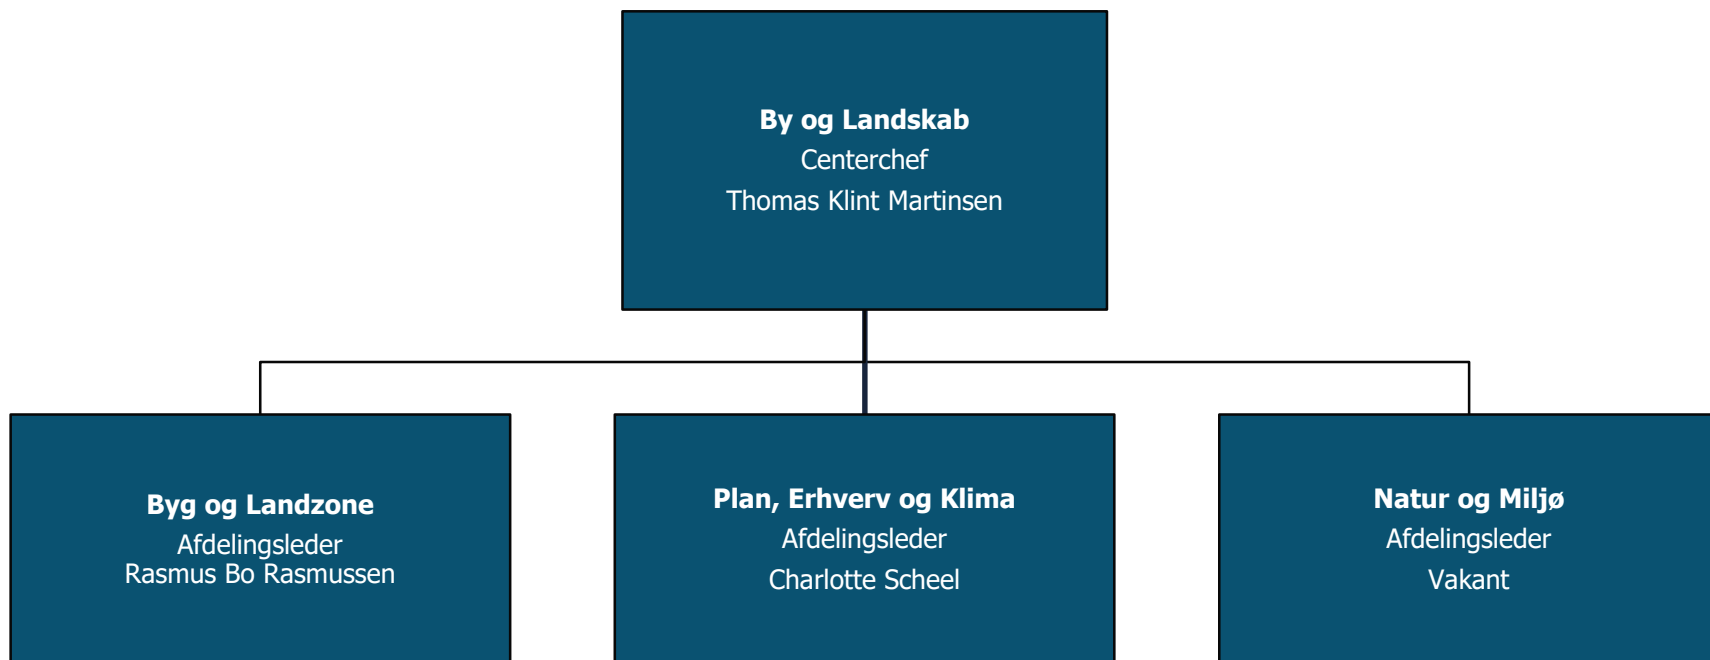 By og Landskab
Centerchef
Thomas Klint Martinsen
Byg og Landzone
Afdelingsleder
Rasmus Bo Rasmussen
Plan, Erhverv og Klima
Afdelingsleder
Charlotte Scheel
Natur og Miljø
Afdelingsleder
Vakant